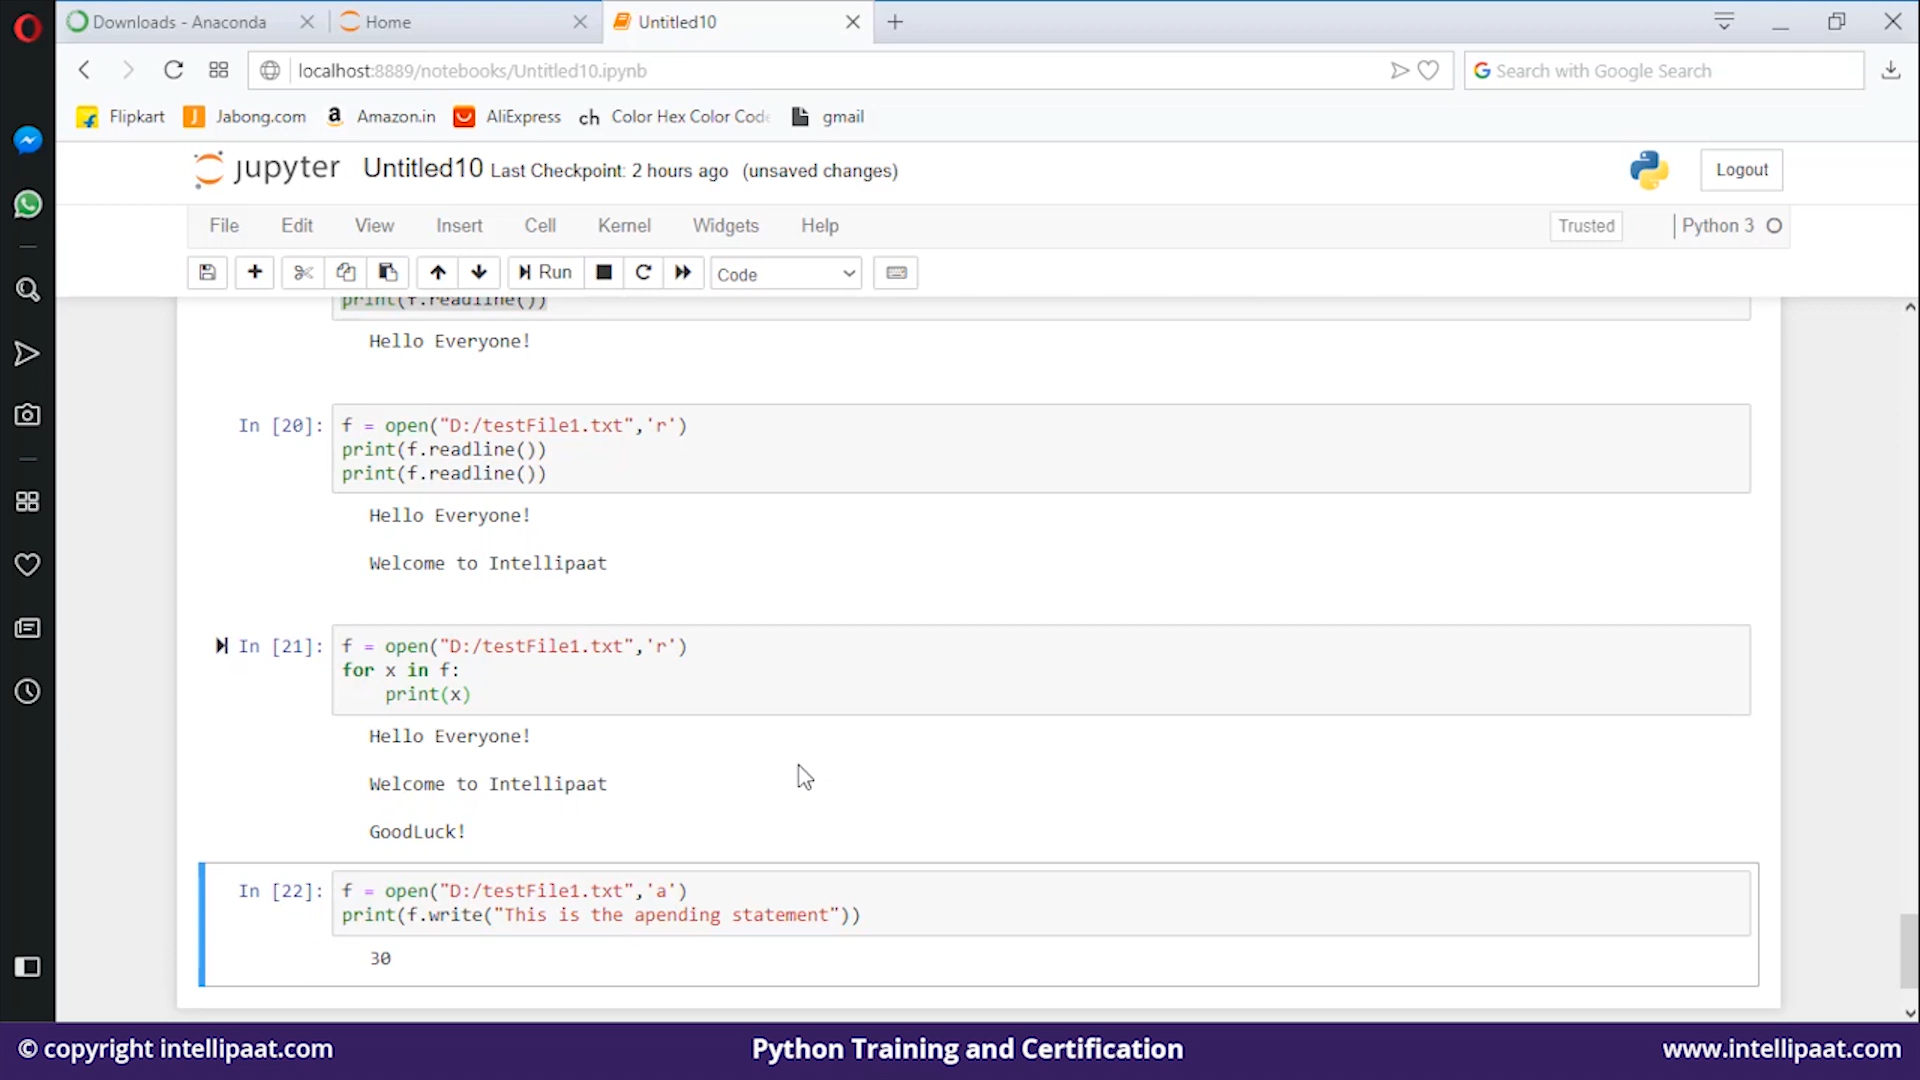 Downloads - Anaconda
Home
Untitled10
localhost:8889/notebooks/Untitled10.ipynb
Search with Google Search
Flipkart
Jabong.com
Amazon.in
AliExpress
ch Color Hex Color Code
gmail
jupyter Untitled10 Last Checkpoint: 2 hours ago (unsaved changes)
Logout
File Edit View Insert Cell Kernel Widgets Help
Trusted
Python 3
Run
Code
print(f.readline())
Hello Everyone!
In [20]: f = open("D:/testFile1.txt",'r')
print(f.readline())
print(f.readline())
Hello Everyone!
Welcome to Intellipaat
In [21]: f = open("D:/testFile1.txt",'r')
for x in f:
print(x)
Hello Everyone!
Welcome to Intellipaat
GoodLuck!
In [22]: f = open("D:/testFile1.txt",'a')
print(f.write("This is the apending statement"))
30
© copyright intellipaat.com
Python Training and Certification
www.intellipaat.com